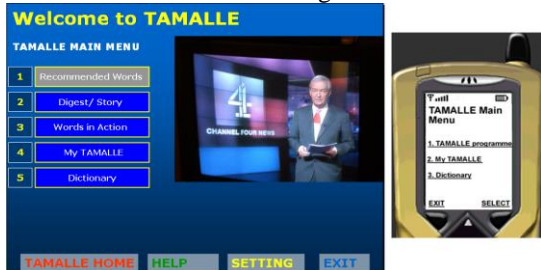 Welcome to TAMALLE
TAMALLE MAIN MENU
1 Recommended Words
2 Digest/ Story
3 Words in Action
4 My TAMALLE
5 Dictionary
4
CHANNEL FOUR NEWS
TAMALLE HOME HELP SETTING EXIT
TAMALLE Main
Menu
1. TAMALLE programme
2. My TAMALLE
3. Dictionary
EXIT SELECT